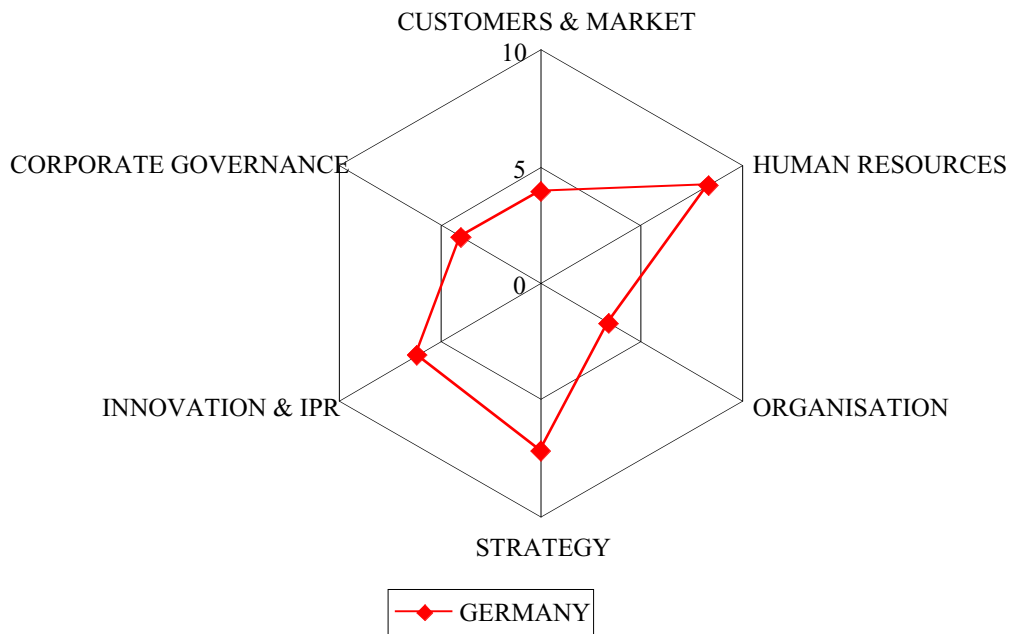 CUSTOMERS & MARKET
10
CORPORATE GOVERNANCE
5
HUMAN RESOURCES
0
INNOVATION & IPR
ORGANISATION
STRATEGY
GERMANY